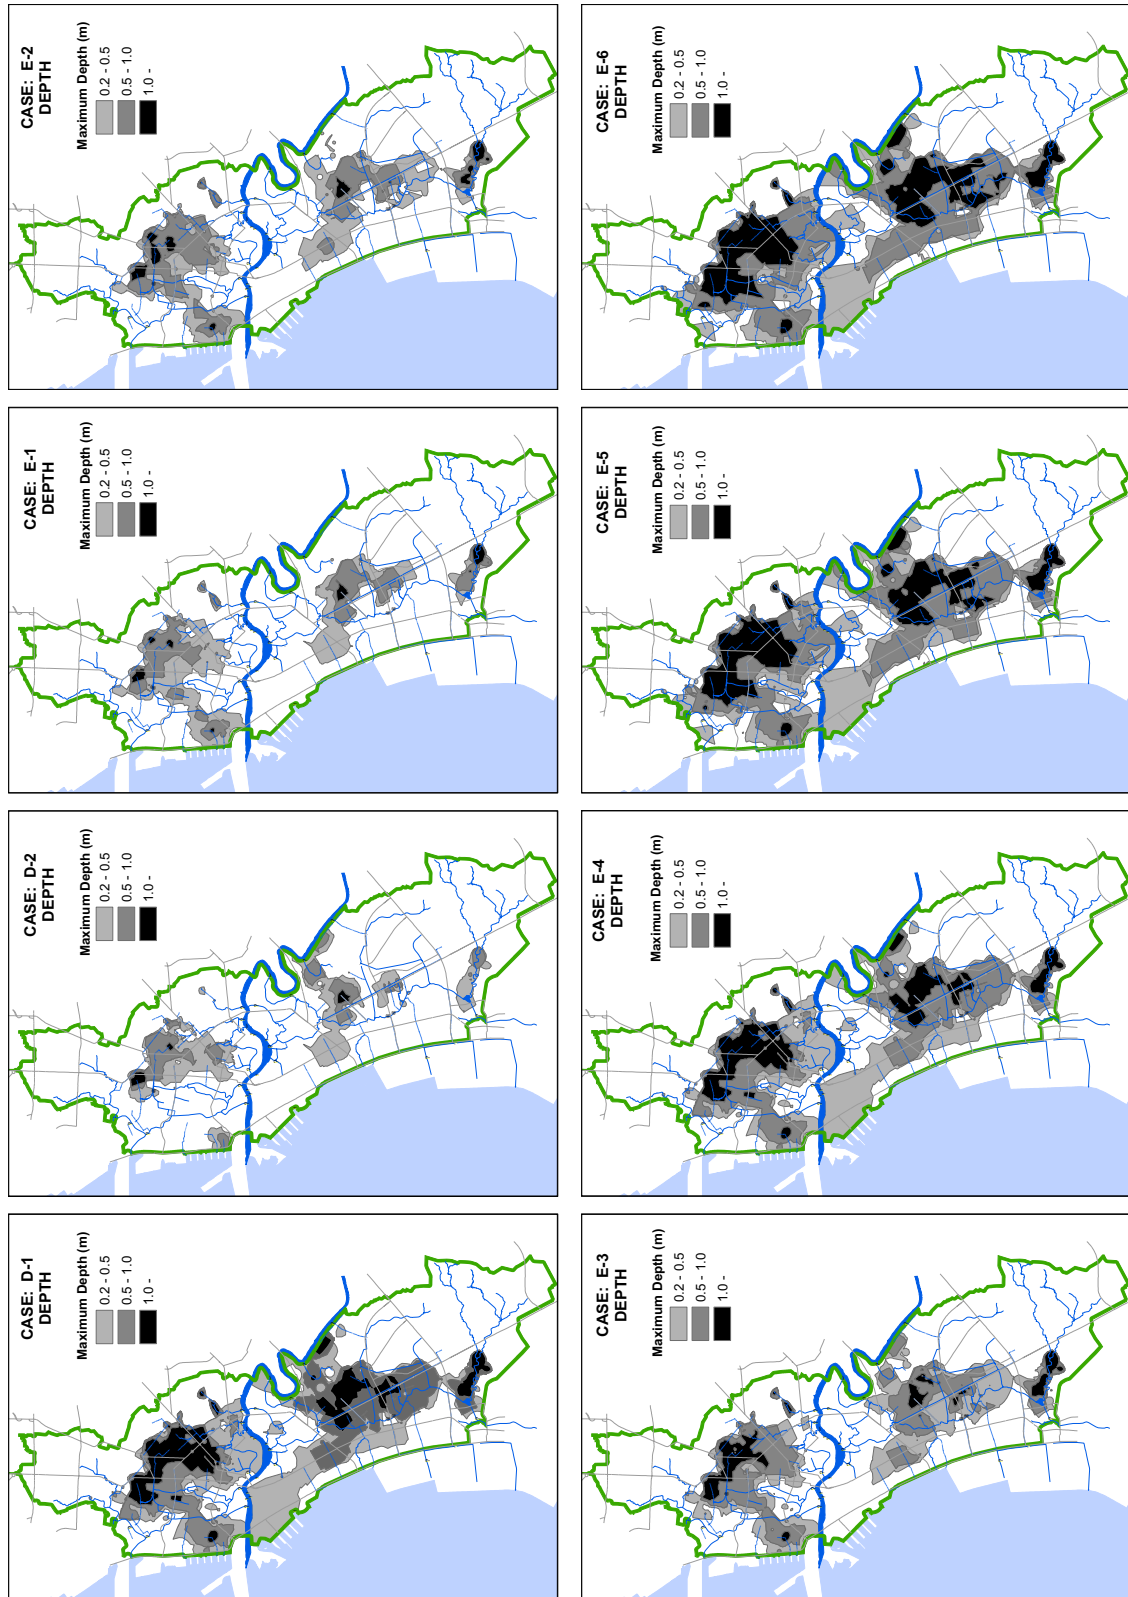 CASE: D-1
DEPTH
Maximum Depth (m)
0.2 - 0.5
0.5 - 1.0
1.0 -
CASE: D-2
DEPTH
Maximum Depth (m)
0.2 - 0.5
0.5 - 1.0
1.0 -
CASE: E-1
DEPTH
Maximum Depth (m)
0.2 - 0.5
0.5 - 1.0
1.0 -
CASE: E-2
DEPTH
Maximum Depth (m)
0.2 - 0.5
0.5 - 1.0
1.0 -
CASE: E-3
DEPTH
Maximum Depth (m)
0.2 - 0.5
0.5 - 1.0
1.0 -
CASE: E-4
DEPTH
Maximum Depth (m)
0.2 - 0.5
0.5 - 1.0
1.0 -
CASE: E-5
DEPTH
Maximum Depth (m)
0.2 - 0.5
0.5 - 1.0
1.0 -
CASE: E-6
DEPTH
Maximum Depth (m)
0.2 - 0.5
0.5 - 1.0
1.0 -